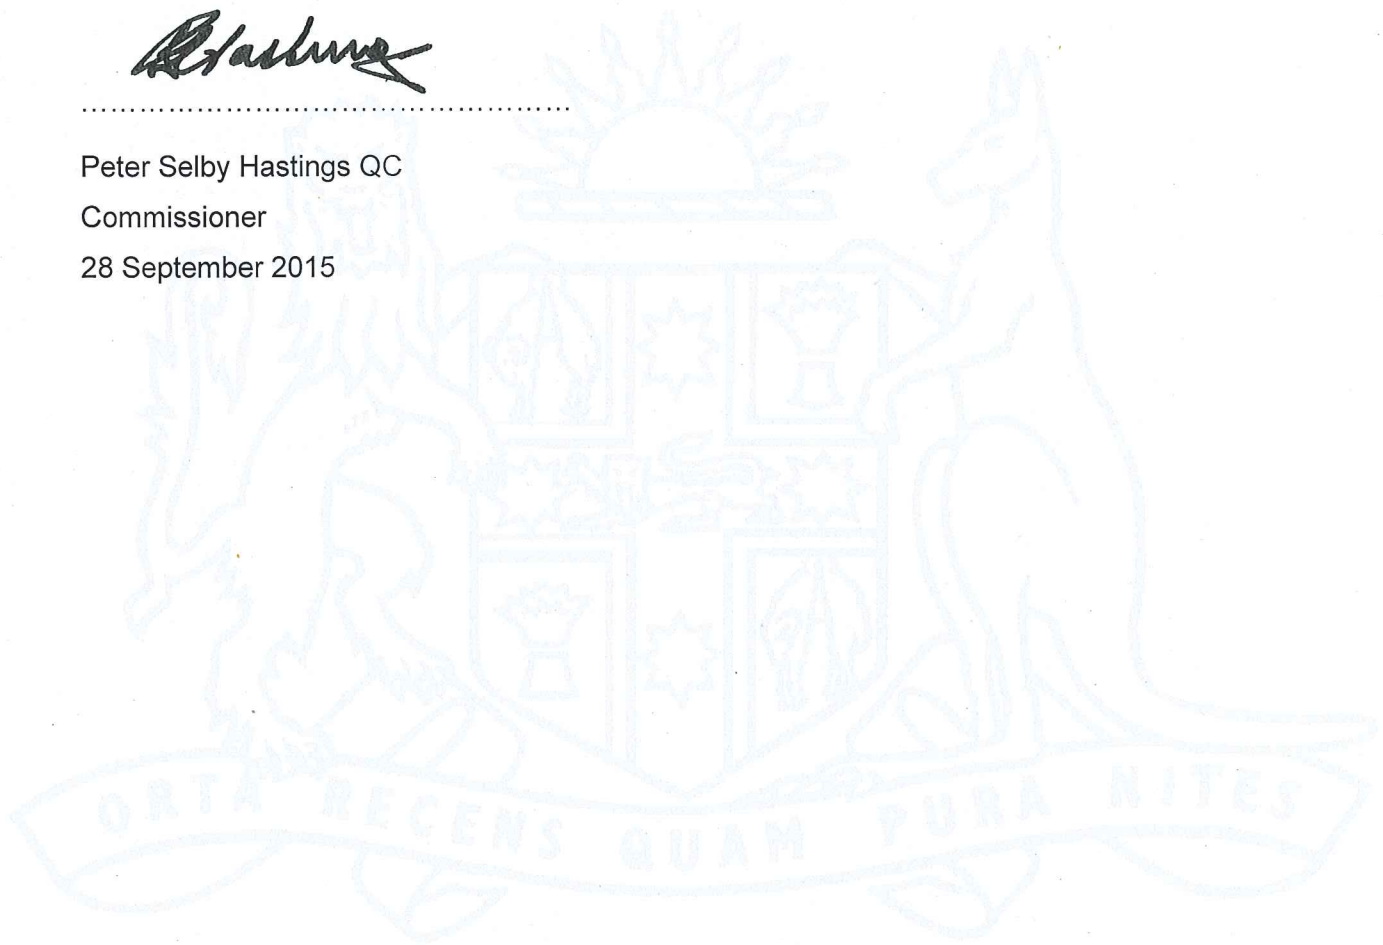 Peter Selby Hastings QC
Commissioner
28 September 2015
ORTA RECENS QUAM PURA NITES